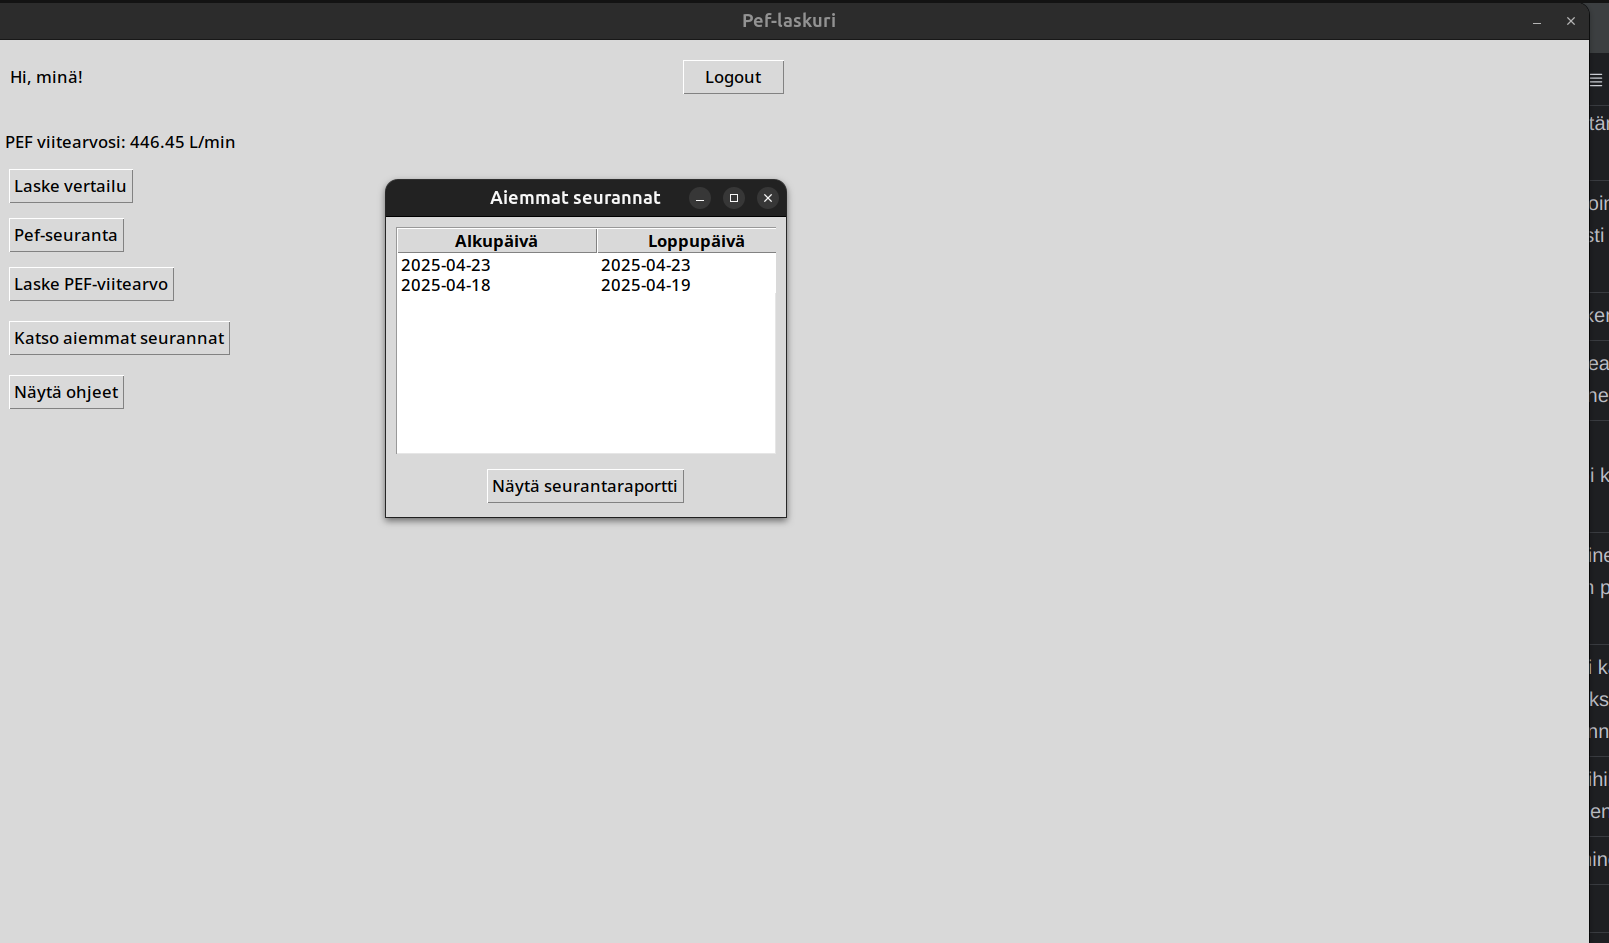 Pef-laskuri
Hi, minä!
Logout
PEF viitearvosi: 446.45 L/min
Laske vertailu
Pef-seuranta
Laske PEF-viitearvo
Katso aiemmat seurannat
Näytä ohjeet
Aiemmat seurannat
Alkupäivä Loppupäivä
2025-04-23 2025-04-23
2025-04-18 2025-04-19
Näytä seurantaraportti